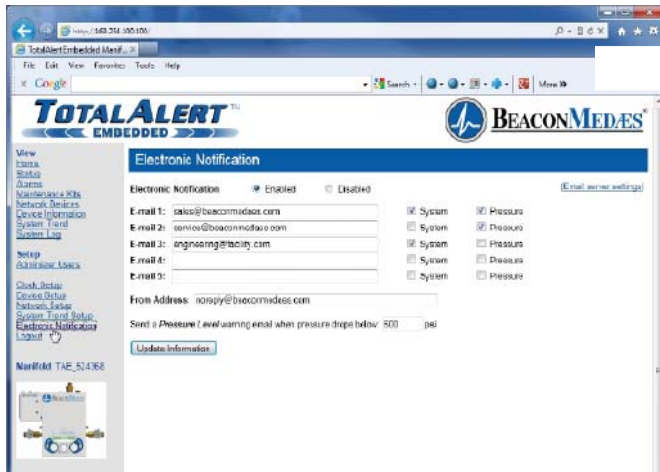 TotalAlert Embedded Manif...
File Edit View Favorites Tools Help
x Google
Search
More »
TOTALALERT™
EMBEDDED
BEACONMEDÆS®
View
Home
Status
Alarms
Maintenance Kits
Network Devices
Device Information
System Trend
System Log
Setup
Administer Users
Clock Setup
Device Setup
Network Setup
System Trend Setup
Electronic Notification
Logout
Manifold TAE_524368
Electronic Notification
Electronic Notification Enabled Disabled
[Email server settings]
E-mail 1: sales@beaconmedaes.com System Pressure
E-mail 2: service@beaconmedaes.com System Pressure
E-mail 3: engineering@facility.com System Pressure
E-mail 4: System Pressure
E-mail 5: System Pressure
From Address: noreply@beaconmedaes.com
Send a Pressure Level warning email when pressure drops below: 500 psi
Update Information